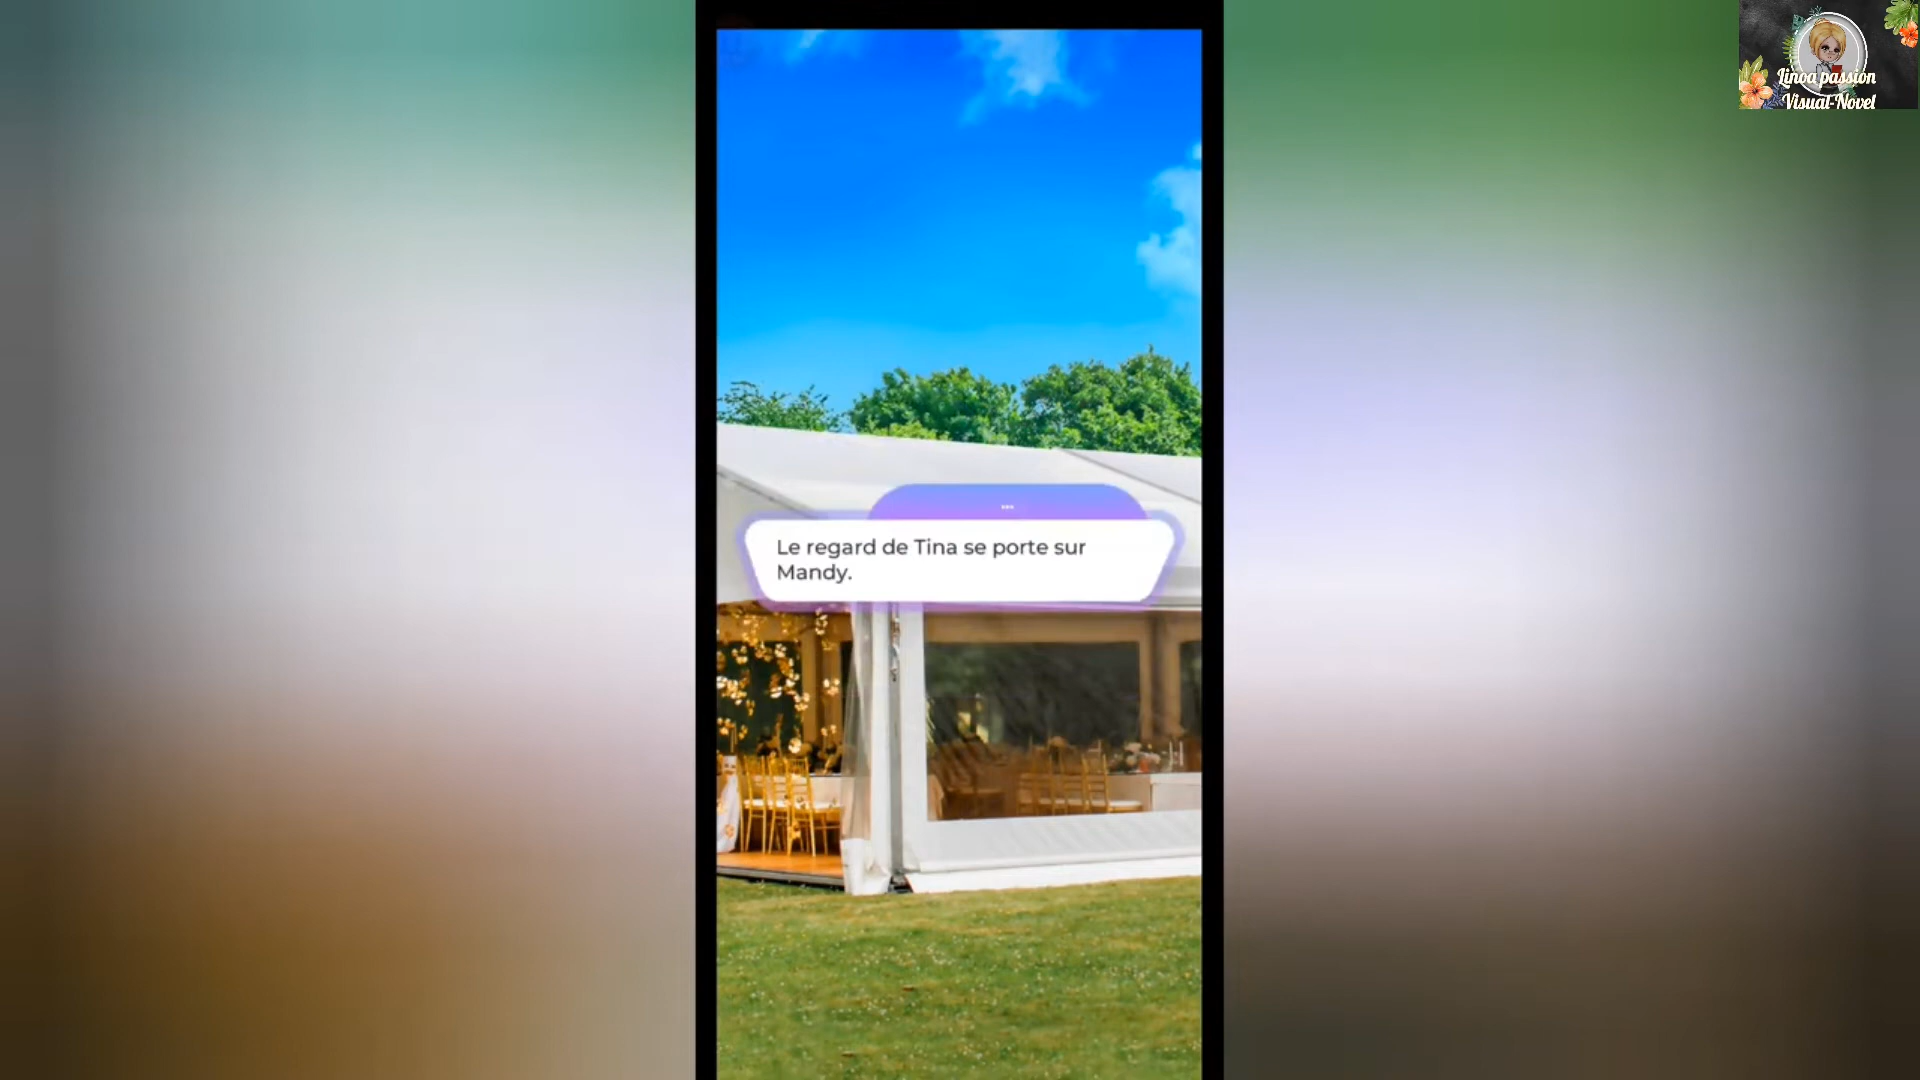 Linoa passion
Visual-Novel
...
Le regard de Tina se porte sur
Mandy.